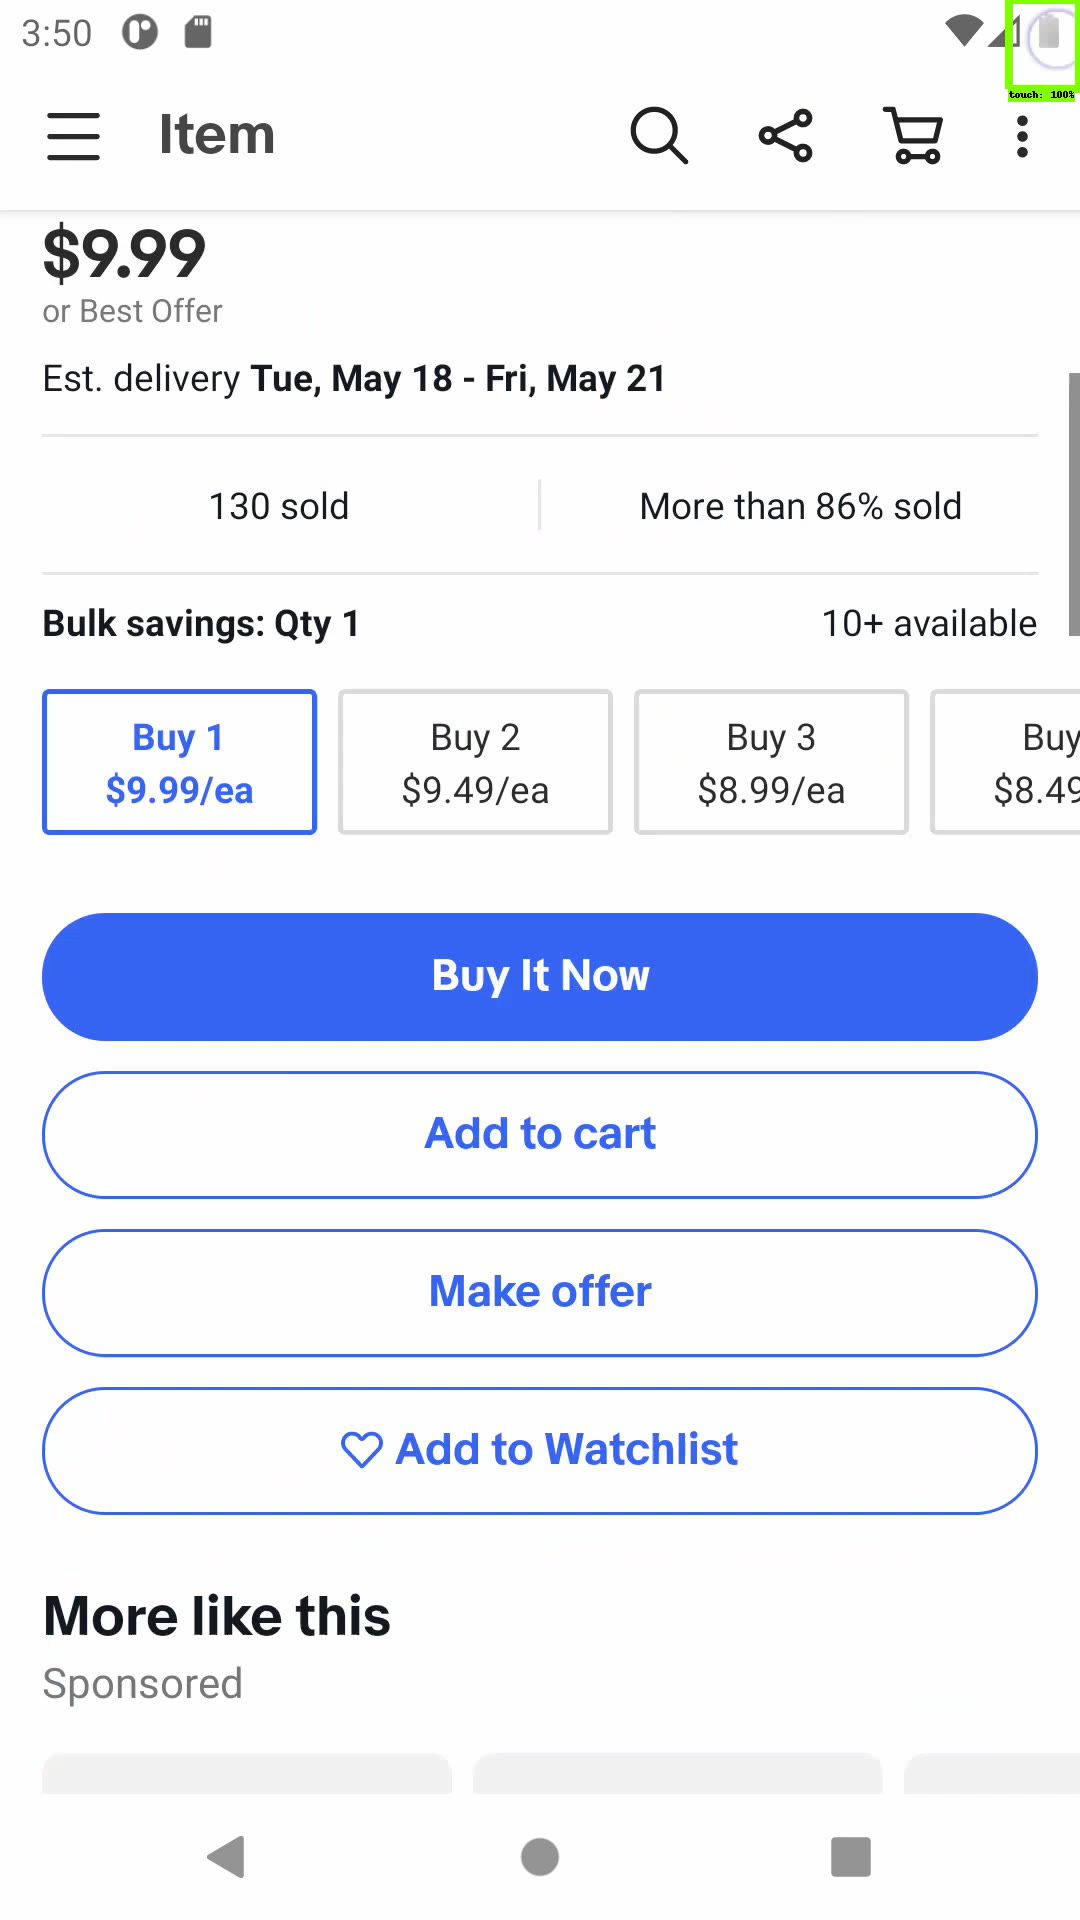 3:50
touch: 100%
Item
$9.99
or Best Offer
Est. delivery Tue, May 18 - Fri, May 21
130 sold
More than 86% sold
Bulk savings: Qty 1
10+ available
Buy 1
$9.99/ea
Buy 2
$9.49/ea
Buy 3
$8.99/ea
Buy
$8.49
Buy It Now
Add to cart
Make offer
Add to Watchlist
More like this
Sponsored